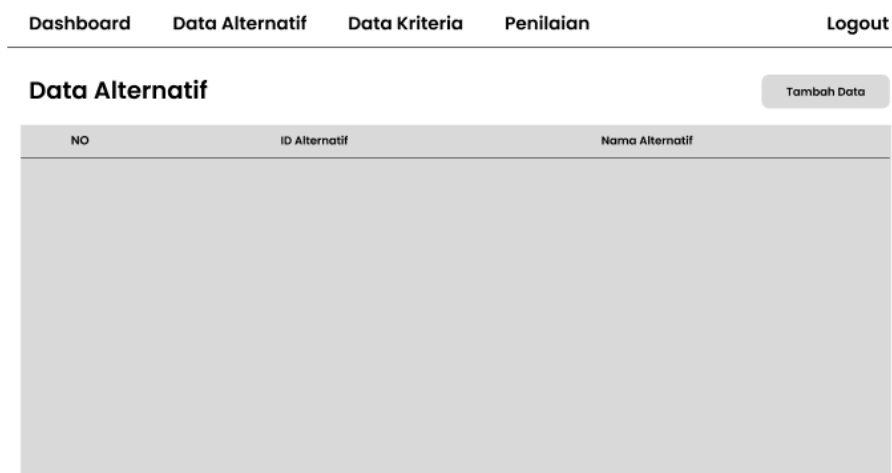 Dashboard Data Alternatif Data Kriteria Penilaian Logout
Data Alternatif Tambah Data
NO ID Alternatif Nama Alternatif